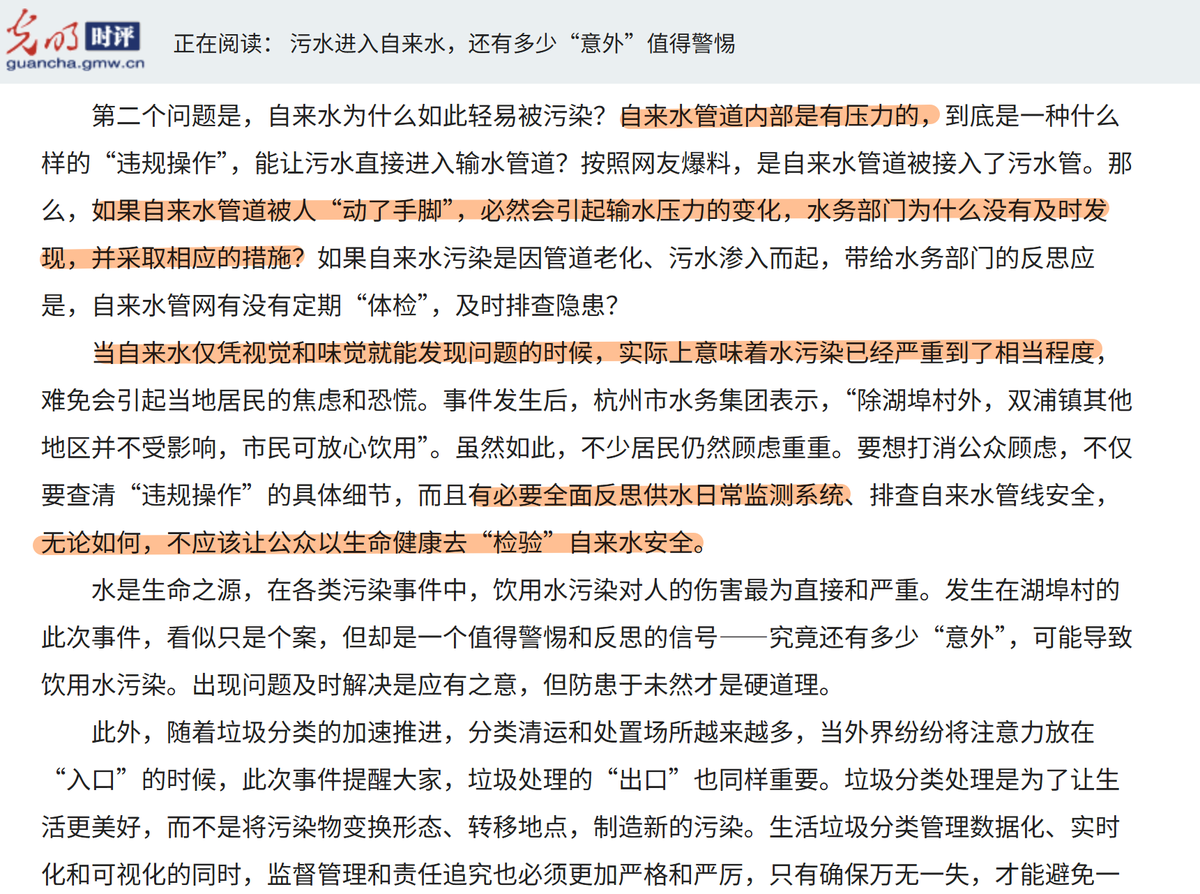 光明时评
guancha.gmw.cn
正在阅读： 污水进入自来水，还有多少“意外”值得警惕
第二个问题是，自来水为什么如此轻易被污染？自来水管道内部是有压力的，到底是一种什么
样的“违规操作”，能让污水直接进入输水管道？按照网友爆料，是自来水管道被接入了污水管。那
么，如果自来水管道被人“动了手脚”，必然会引起输水压力的变化，水务部门为什么没有及时发
现，并采取相应的措施？如果自来水污染是因管道老化、污水渗入而起，带给水务部门的反思应
是，自来水管网有没有定期“体检”，及时排查隐患？
当自来水仅凭视觉和味觉就能发现问题的时候，实际上意味着水污染已经严重到了相当程度，
难免会引起当地居民的焦虑和恐慌。事件发生后，杭州市水务集团表示，“除湖埠村外，双浦镇其他
地区并不受影响，市民可放心饮用”。虽然如此，不少居民仍然顾虑重重。要想打消公众顾虑，不仅
要查清“违规操作”的具体细节，而且有必要全面反思供水日常监测系统、排查自来水管线安全，
无论如何，不应该让公众以生命健康去“检验”自来水安全。
水是生命之源，在各类污染事件中，饮用水污染对人的伤害最为直接和严重。发生在湖埠村的
此次事件，看似只是个案，但却是一个值得警惕和反思的信号——究竟还有多少“意外”，可能导致
饮用水污染。出现问题及时解决是应有之意，但防患于未然才是硬道理。
此外，随着垃圾分类的加速推进，分类清运和处置场所越来越多，当外界纷纷将注意力放在
“入口”的时候，此次事件提醒大家，垃圾处理的“出口”也同样重要。垃圾分类处理是为了让生
活更美好，而不是将污染物变换形态、转移地点，制造新的污染。生活垃圾分类管理数据化、实时
化和可视化的同时，监督管理和责任追究也必须更加严格和严厉，只有确保万无一失，才能避免一